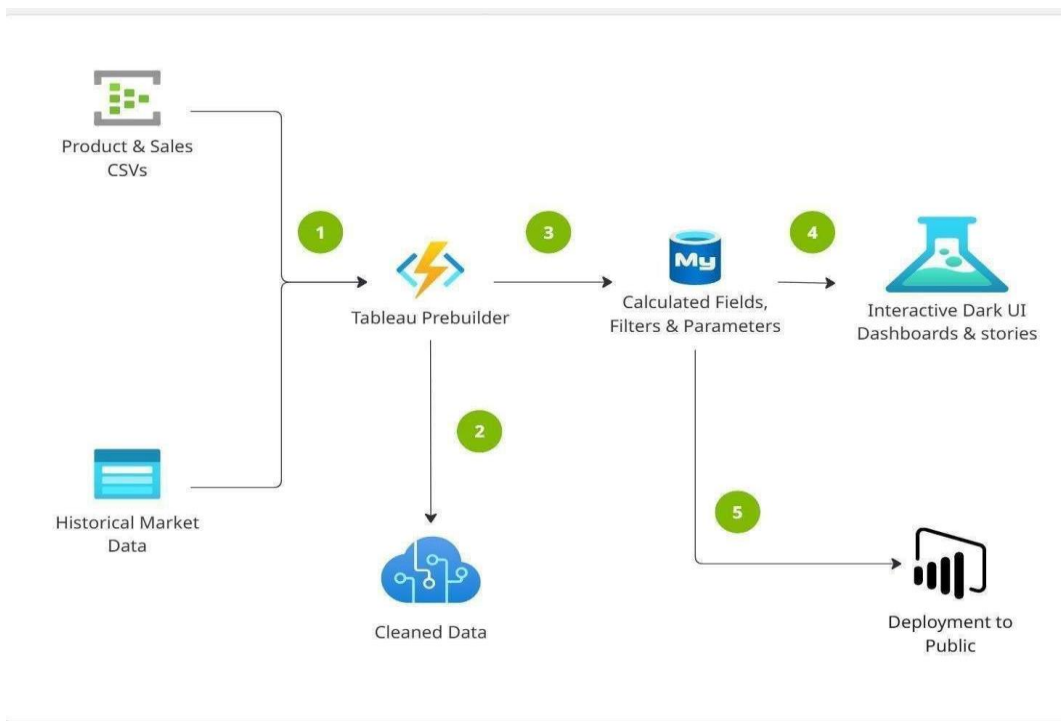 Product & Sales
CSVs
1
3
4
My
Tableau Prebuilder
Calculated Fields,
Filters & Parameters
Interactive Dark UI
Dashboards & stories
2
Historical Market
Data
5
Cleaned Data
Deployment to
Public